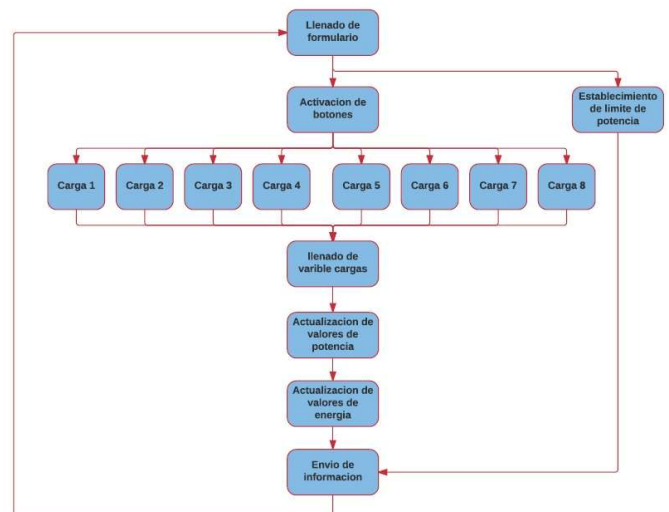 Llenado de
formulario
Activacion de
botones
Establecimiento
de limite de
potencia
Carga 1
Carga 2
Carga 3
Carga 4
Carga 5
Carga 6
Carga 7
Carga 8
llenado de
varible cargas
Actualizacion de
valores de
potencia
Actualizacion de
valores de
energia
Envio de
informacion